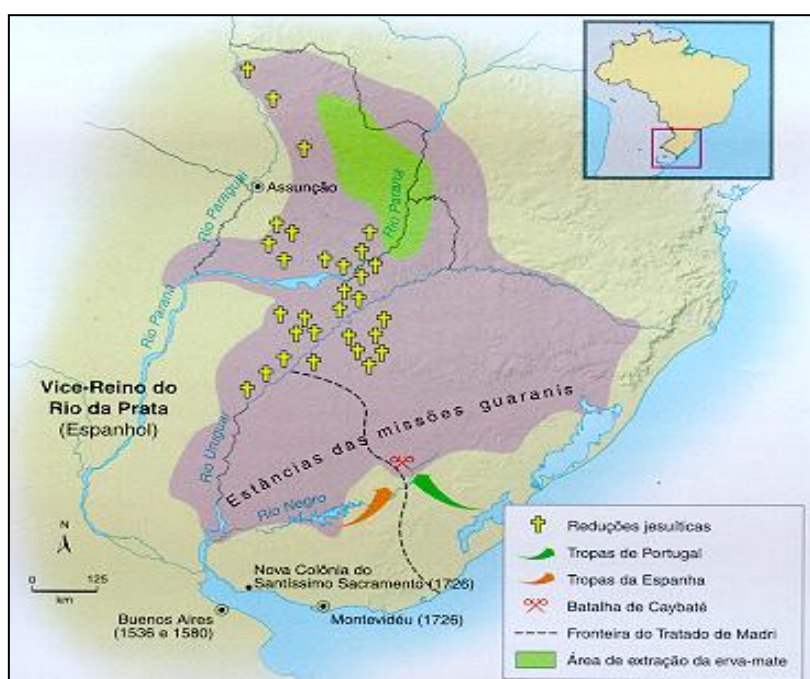 Rio Paraguai
Assunção
Rio Paraná
Rio Paraná
Rio Paraná
Vice-Reino do
Rio da Prata
(Espanhol)
Rio Uruguai
Estâncias das missões guaranis
Rio Negro
N
0 125
km
Nova Colônia do
Santíssimo Sacramento (1726)
Buenos Aires
(1536 e 1580)
Montevidéu (1726)
Reduções jesuíticas
Tropas de Portugal
Tropas da Espanha
Batalha de Caybaté
Fronteira do Tratado de Madri
Área de extração da erva-mate